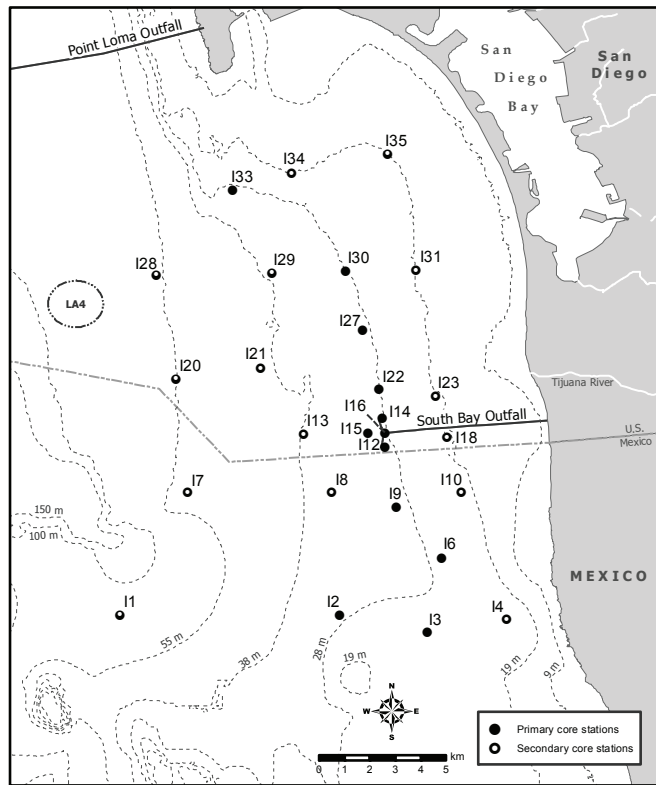 Point Loma Outfall
San
Diego
San
Diego
Bay
I35
I34
I33
I28
I29
I30
I31
LA4
I27
I21
I20
I22
I23
Tijuana River
I16
I14
South Bay Outfall
I15
I13
I12
I18
U.S.
Mexico
I7
I8
I10
I9
150 m
100 m
I6
MEXICO
I1
I2
I4
I3
55 m
38 m
28 m
19 m
19 m
9 m
N
W
E
S
Primary core stations
Secondary core stations
km
0 1 2 3 4 5